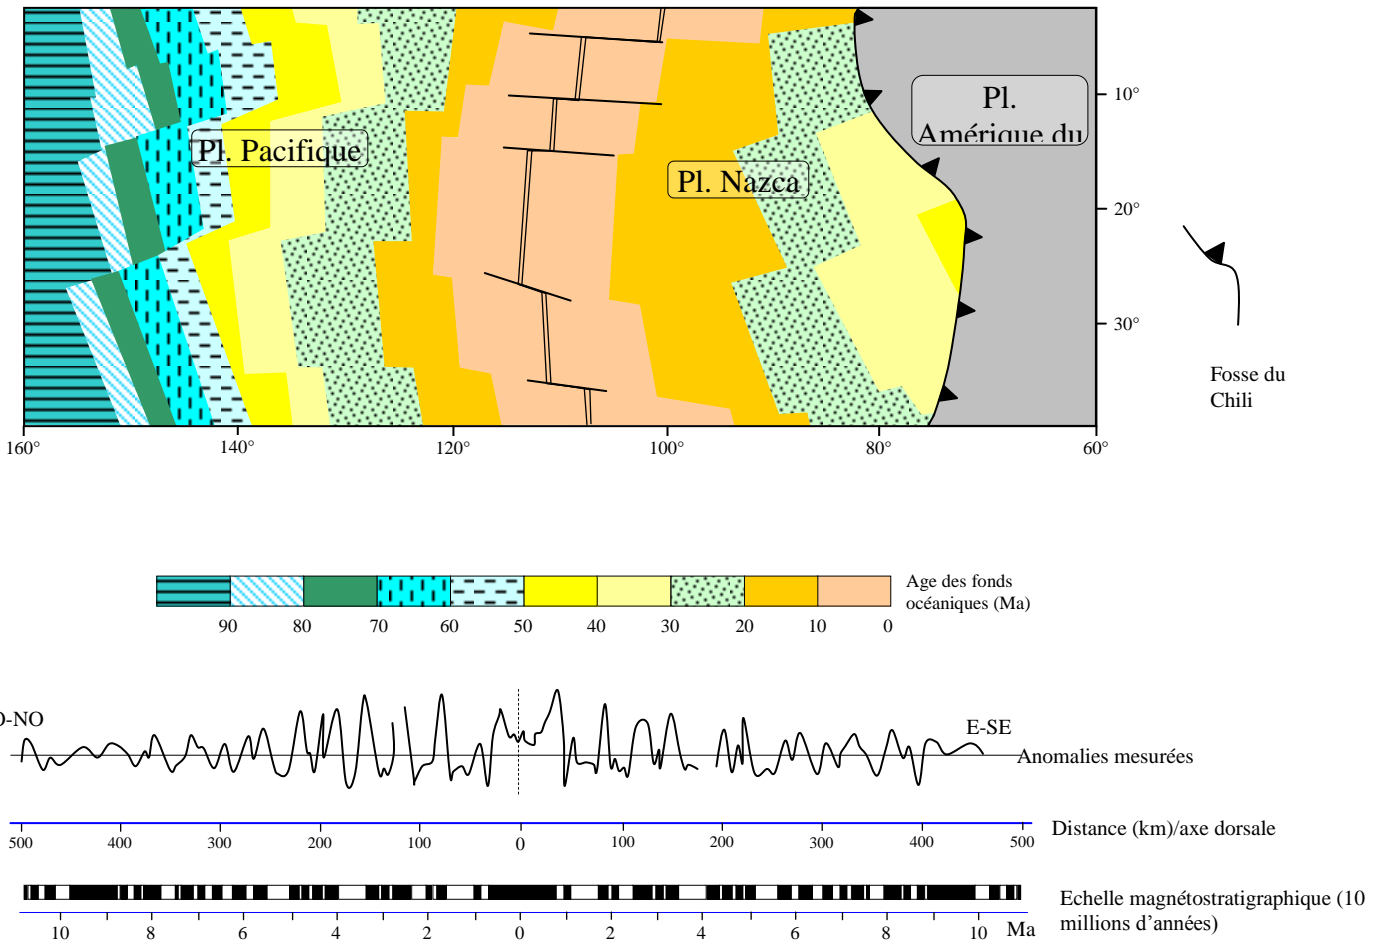 Pl.
Amérique du
Pl. Pacifique
Pl. Nazca
10°
20°
30°
Fosse du
Chili
160° 140° 120° 100° 80° 60°
Age des fonds
océaniques (Ma)
90 80 70 60 50 40 30 20 10 0
O-NO
E-SE
Anomalies mesurées
500 400 300 200 100 0 100 200 300 400 500
Distance (km)/axe dorsale
Echelle magnétostratigraphique (10
millions d'années)
10 8 6 4 2 0 2 4 6 8 10 Ma